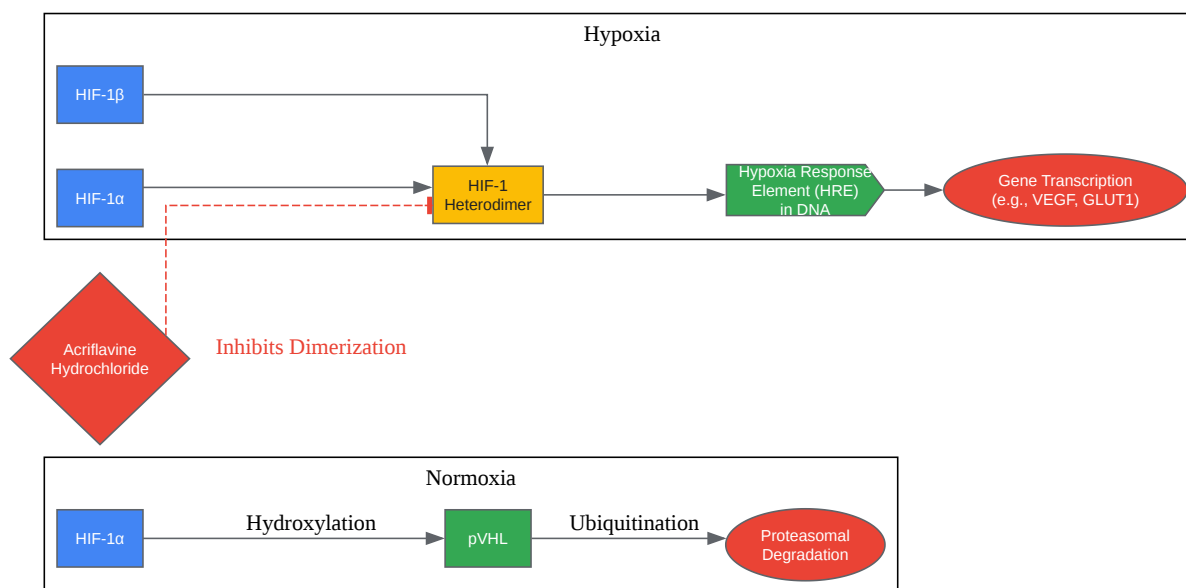 Hypoxia
HIF-1β
HIF-1α
HIF-1
Heterodimer
Hypoxia Response
Element (HRE)
in DNA
Gene Transcription
(e.g., VEGF, GLUT1)
Acriflavine
Hydrochloride
Inhibits Dimerization
Normoxia
HIF-1α
Hydroxylation
pVHL
Ubiquitination
Proteasomal
Degradation